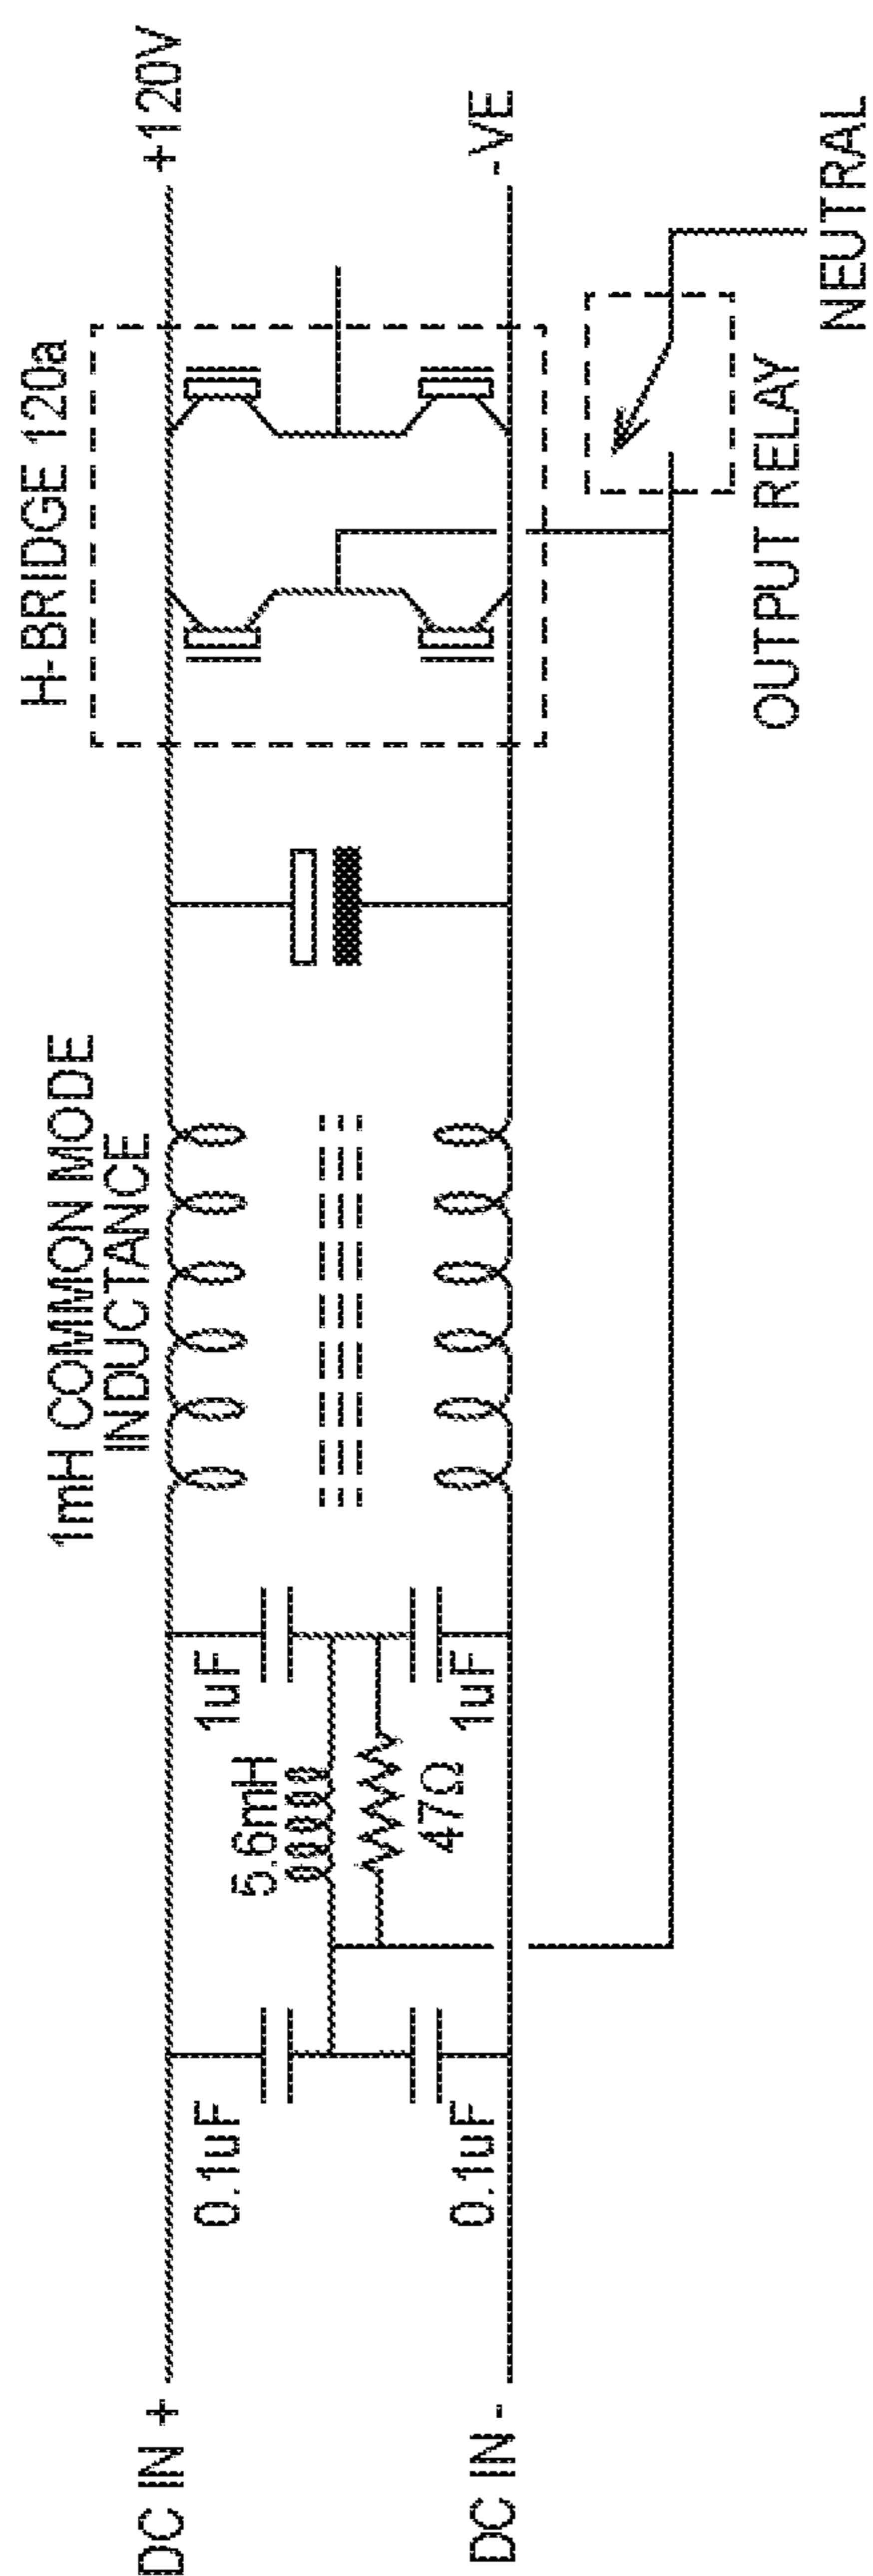 H-BRIDGE 120a
+120V
-VE
1mH COMMON MODE
INDUCTANCE
1uF
1uF
5.6mH
47Ω
0.1uF
0.1uF
DC IN +
DC IN -
OUTPUT RELAY
NEUTRAL